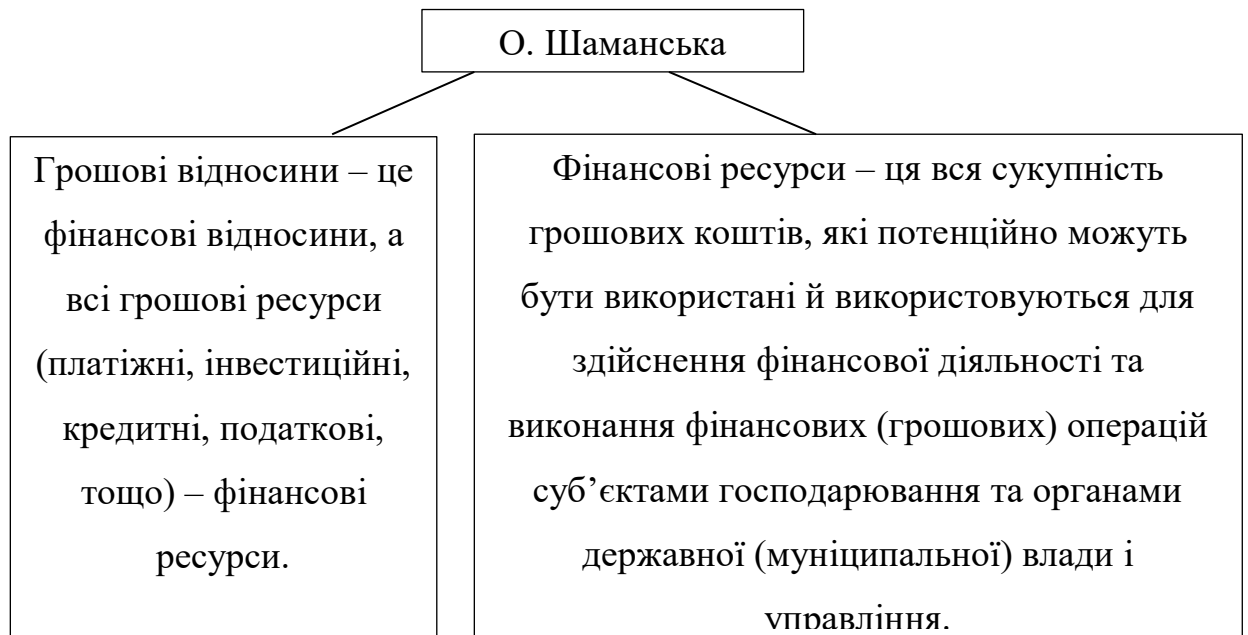 О. Шаманська
Грошові відносини – це
фінансові відносини, а
всі грошові ресурси
(платіжні, інвестиційні,
кредитні, податкові,
тощо) – фінансові
ресурси.
Фінансові ресурси – ця вся сукупність
грошових коштів, які потенційно можуть
бути використані й використовуються для
здійснення фінансової діяльності та
виконання фінансових (грошових) операцій
суб’єктами господарювання та органами
державної (муніципальної) влади і
управління.